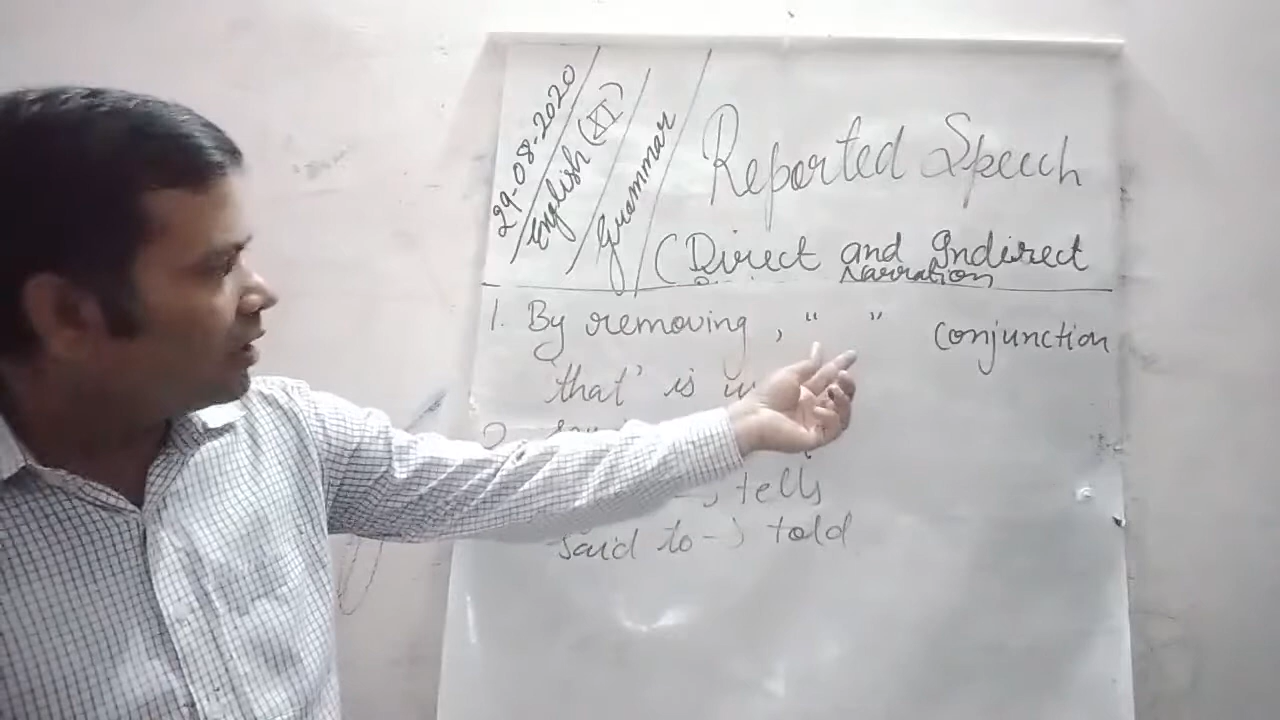 29-08-2020
English (XI)
Grammar
Reported Speech
(Direct and Indirect
Narration
1. By removing , “ ” conjunction
'that' is
2.
→ tells
said to → told